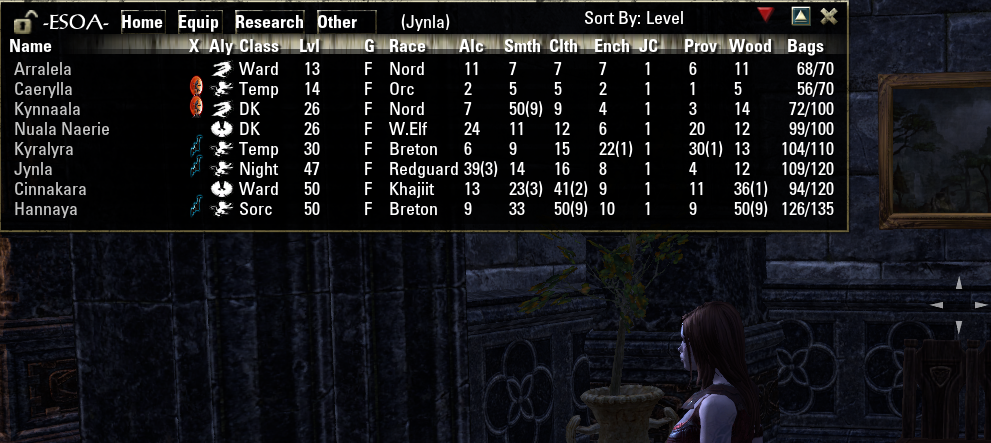 -ESOA- Home Equip Research Other (Jynla) Sort By: Level
Name X Aly Class Lvl G Race Alc Smth Clth Ench JC Prov Wood Bags
Arralela Ward 13 F Nord 11 7 7 7 1 6 11 68/70
Caerylla Temp 14 F Orc 2 5 5 2 1 1 5 56/70
Kynnaala DK 26 F Nord 7 50(9) 9 4 1 3 14 72/100
Nuala Naerie DK 26 F W.Elf 24 11 12 6 1 20 12 99/100
Kyralyra Temp 30 F Breton 6 9 15 22(1) 1 30(1) 13 104/110
Jynla Night 47 F Redguard 39(3) 14 16 8 1 4 12 109/120
Cinnakara Ward 50 F Khajiit 13 23(3) 41(2) 9 1 11 36(1) 94/120
Hannaya Sorc 50 F Breton 9 33 50(9) 10 1 9 50(9) 126/135